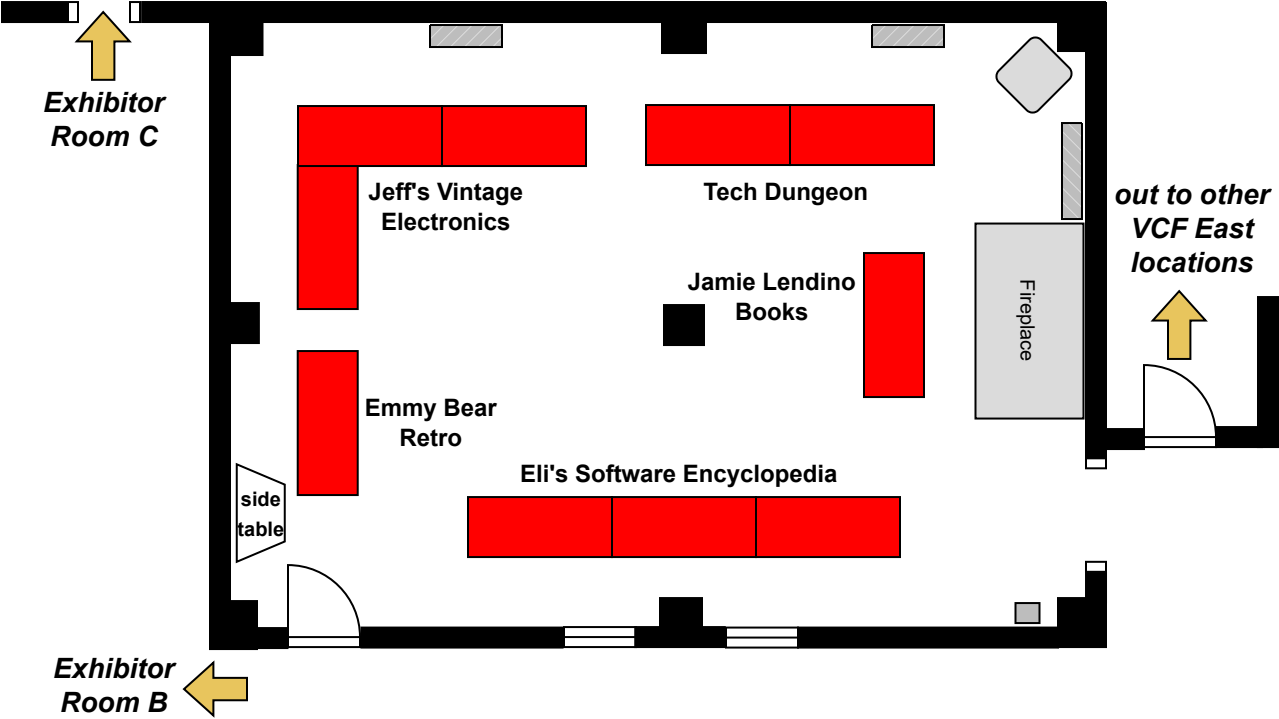 Exhibitor
Room C
Jeff's Vintage
Electronics
Tech Dungeon
out to other
VCF East
locations
Jamie Lendino
Books
Fireplace
Emmy Bear
Retro
Eli's Software Encyclopedia
side
table
Exhibitor
Room B